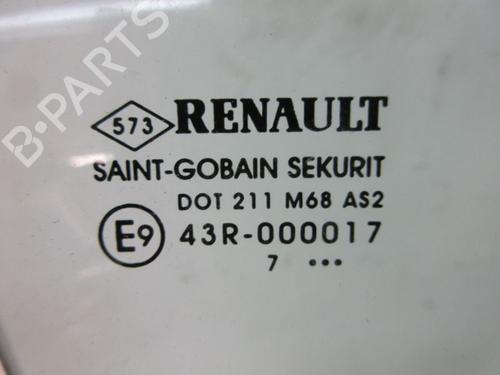 573 RENAULT
SAINT-GOBAIN SEKURIT
DOT 211 M68 AS2
E9 43R-000017
7 •••
B-PARTS